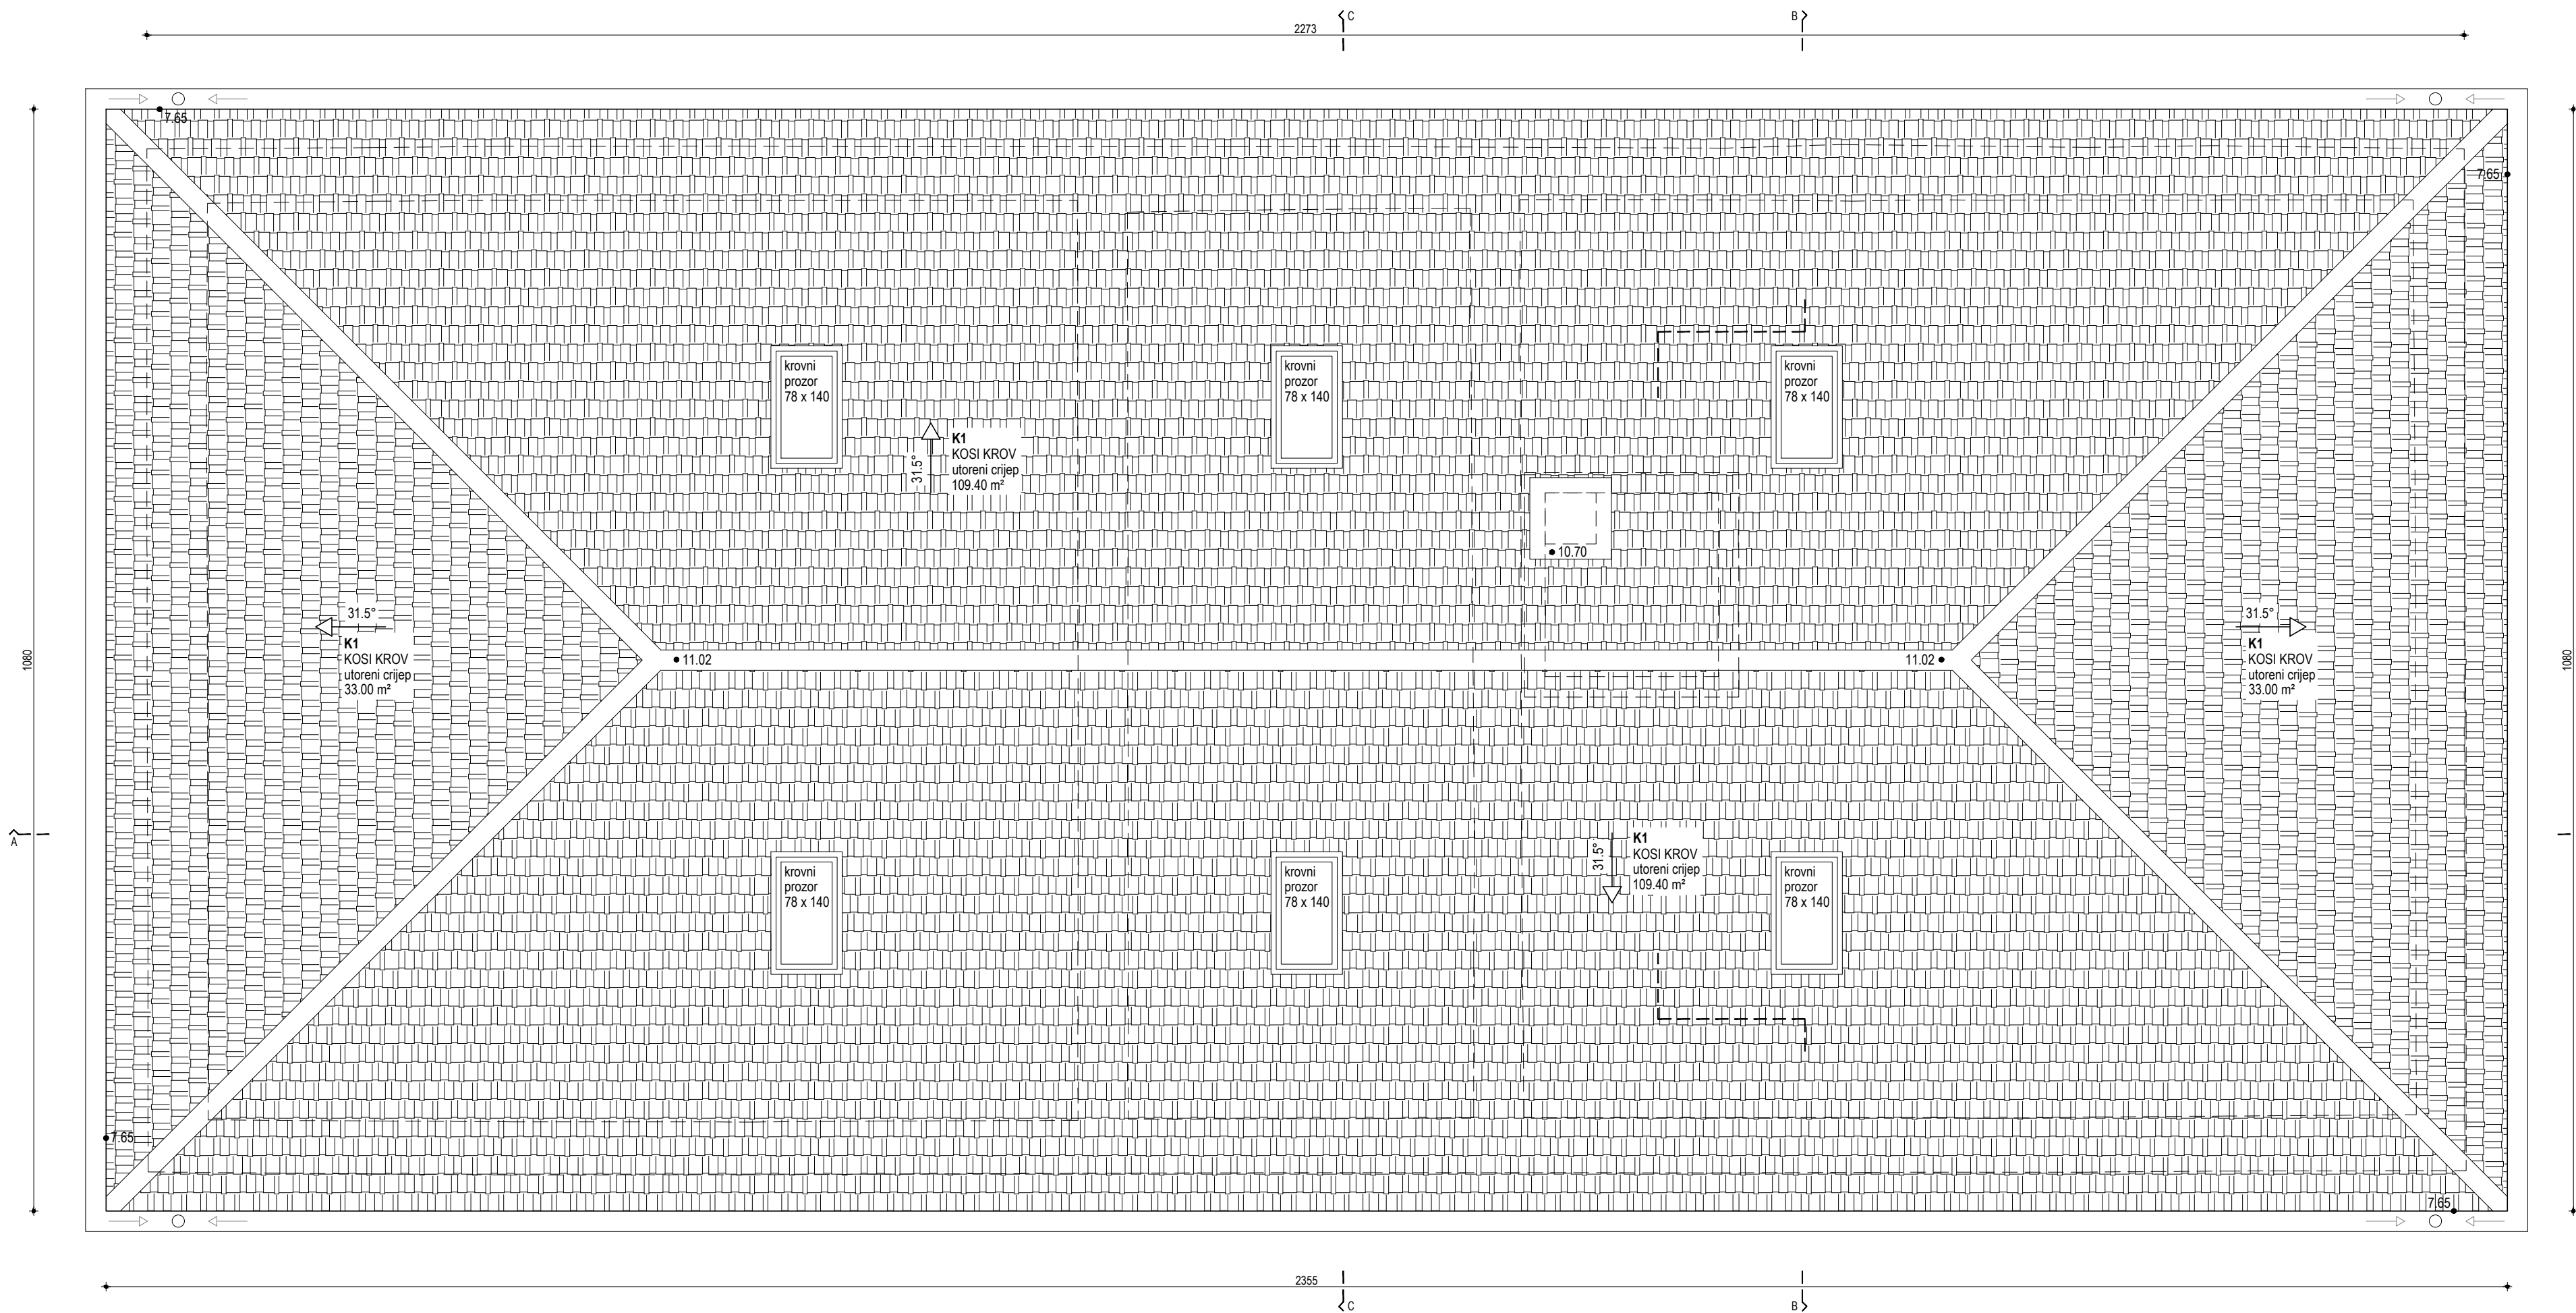 C
B
2273
7.65
7.65
krovni
prozor
78 x 140
krovni
prozor
78 x 140
krovni
prozor
78 x 140
31.5°
K1
KOSI KROV
utoreni crijep
109.40 m²
10.70
31.5°
K1
KOSI KROV
utoreni crijep
33.00 m²
11.02
11.02
31.5°
K1
KOSI KROV
utoreni crijep
33.00 m²
1080
1080
A
31.5°
K1
KOSI KROV
utoreni crijep
109.40 m²
krovni
prozor
78 x 140
krovni
prozor
78 x 140
krovni
prozor
78 x 140
7.65
7.65
2355
C
B